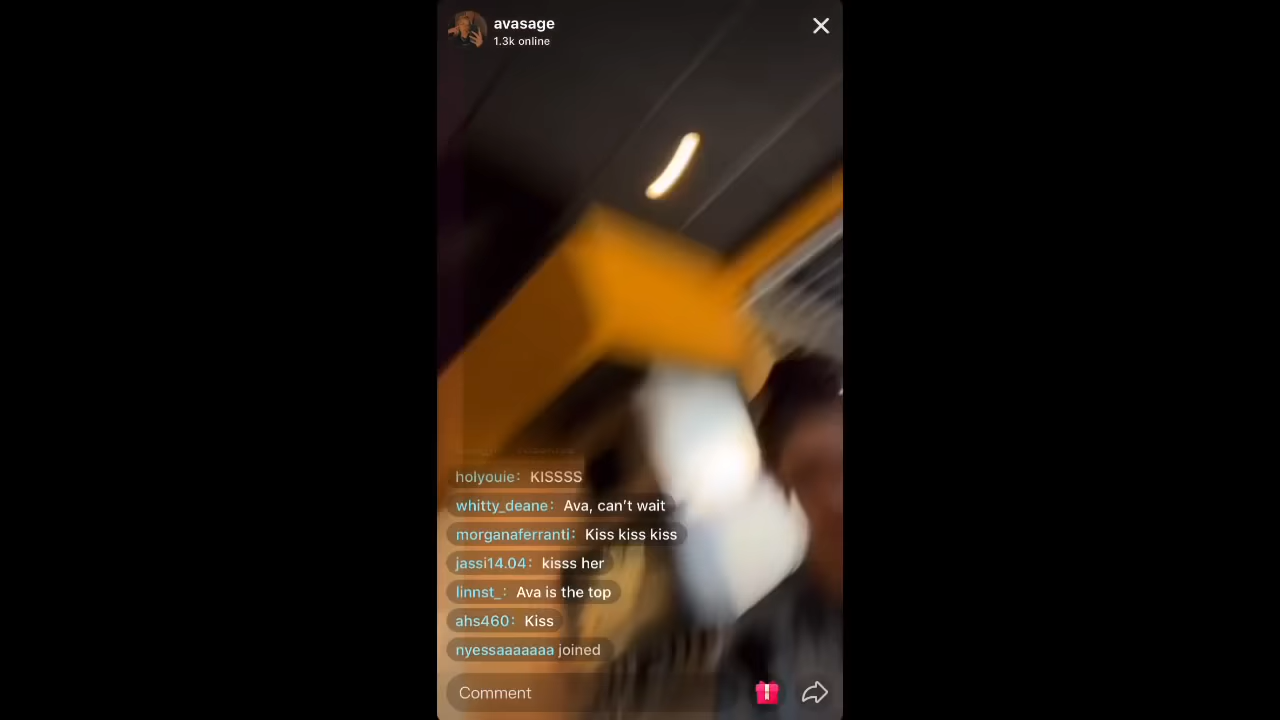 avasage
1.3k online
holyouie: KISSSS
whitty_deane: Ava, can’t wait
morganaferranti: Kiss kiss kiss
jassi14.04: kisss her
linnst_: Ava is the top
ahs460: Kiss
nyessaaaaaaa joined
Comment